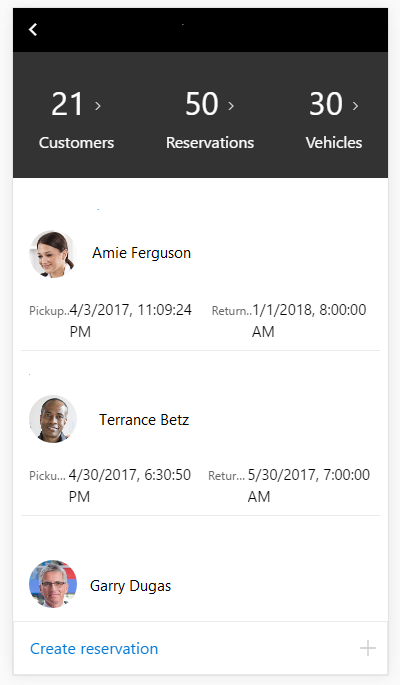 21 50 30
Customers Reservations Vehicles
Amie Ferguson
Pickup.. 4/3/2017, 11:09:24 Return.. 1/1/2018, 8:00:00
PM AM
Terrance Betz
Picku... 4/30/2017, 6:30:50 Retur... 5/30/2017, 7:00:00
PM AM
Garry Dugas
Create reservation